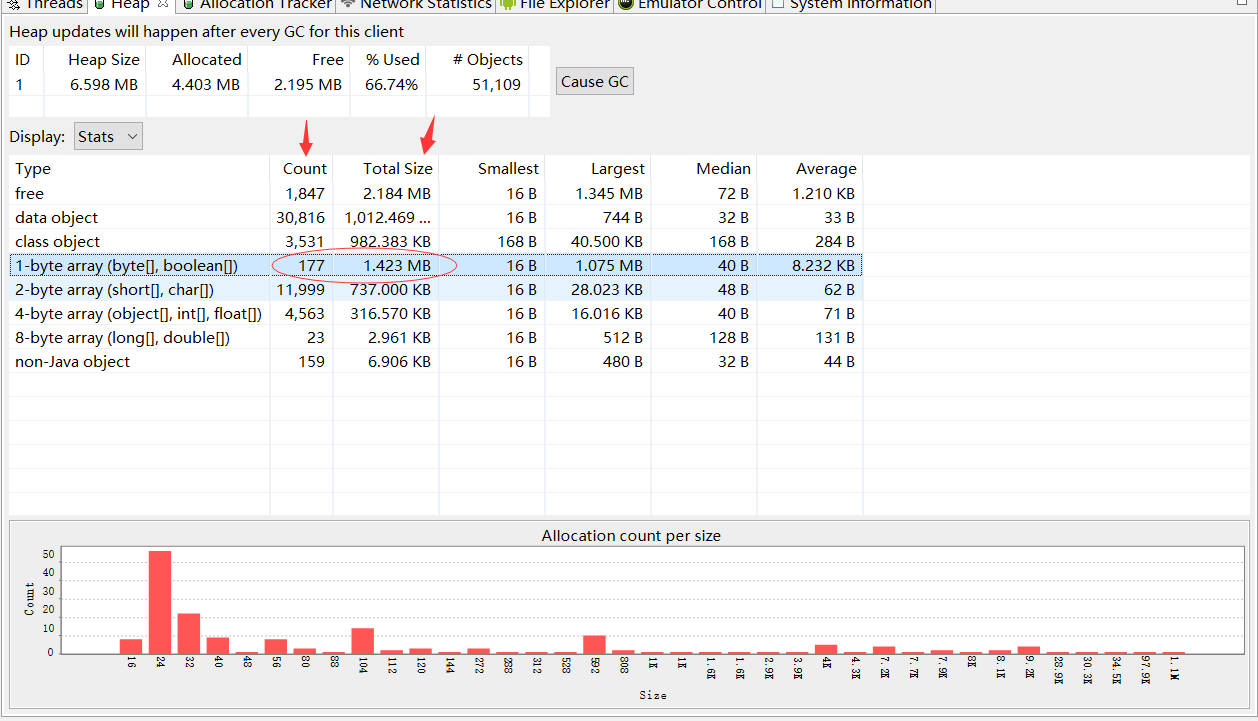 Threads Heap Allocation Tracker Network Statistics File Explorer Emulator Control System Information
Heap updates will happen after every GC for this client
ID Heap Size Allocated Free % Used # Objects
1 6.598 MB 4.403 MB 2.195 MB 66.74% 51,109
Cause GC
Display: Stats
Type Count Total Size Smallest Largest Median Average
free 1,847 2.184 MB 16 B 1.345 MB 72 B 1.210 KB
data object 30,816 1,012.469 ... 16 B 744 B 32 B 33 B
class object 3,531 982.383 KB 168 B 40.500 KB 168 B 284 B
1-byte array (byte[], boolean[]) 177 1.423 MB 16 B 1.075 MB 40 B 8.232 KB
2-byte array (short[], char[]) 11,999 737.000 KB 16 B 28.023 KB 48 B 62 B
4-byte array (object[], int[], float[]) 4,563 316.570 KB 16 B 16.016 KB 40 B 71 B
8-byte array (long[], double[]) 23 2.961 KB 16 B 512 B 128 B 131 B
non-Java object 159 6.906 KB 16 B 480 B 32 B 44 B
Allocation count per size
50
40
30
20
10
0
Count
16 24 32 40 48 56 80 88 104 112 120 144 272 288 312 528 592 808 1K 1K 1.6K 1.6K 2.9K 3.9K 4K 4.3K 7.2K 7.7K 7.9K 8K 8.1K 9.2K 28.9K 30.3K 34.5K 97.9K 1.1M
Size